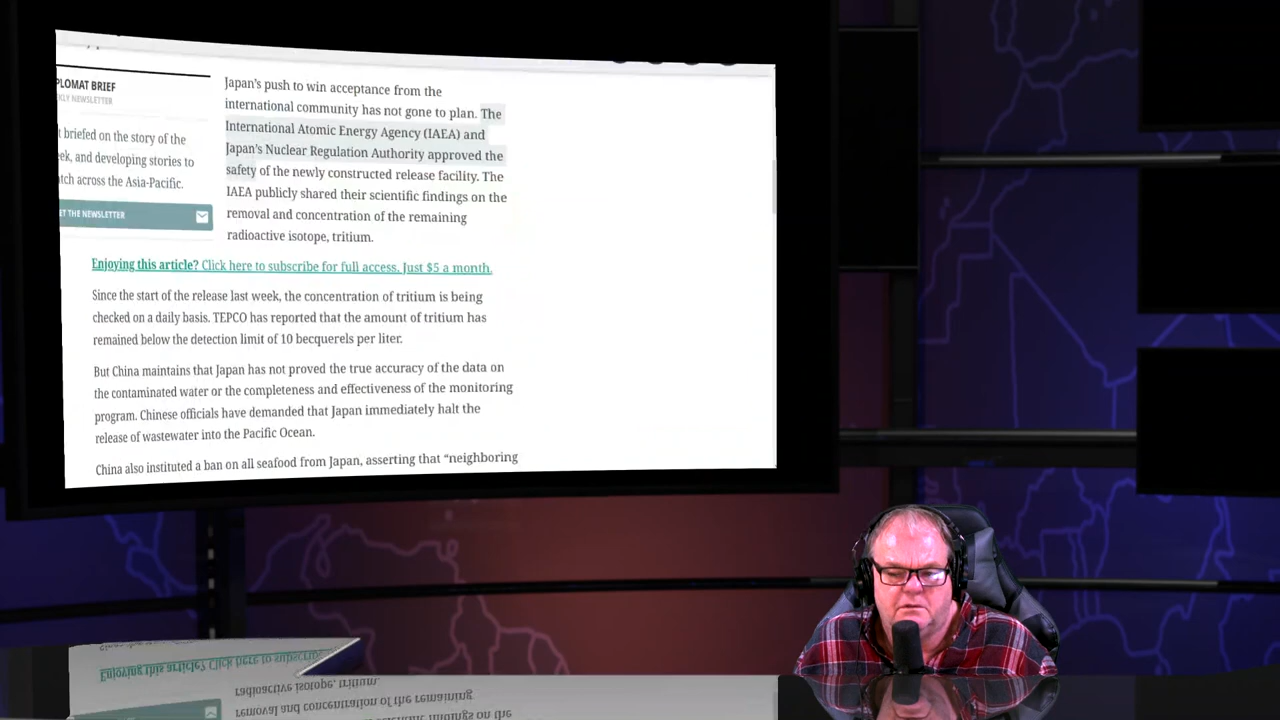 PLOMAT BRIEF
KLY NEWSLETTER
t briefed on the story of the
ek, and developing stories to
tch across the Asia-Pacific.
ET THE NEWSLETTER
Japan's push to win acceptance from the
international community has not gone to plan. The
International Atomic Energy Agency (IAEA) and
Japan's Nuclear Regulation Authority approved the
safety of the newly constructed release facility. The
IAEA publicly shared their scientific findings on the
removal and concentration of the remaining
radioactive isotope, tritium.
Enjoying this article? Click here to subscribe for full access. Just $5 a month.
Since the start of the release last week, the concentration of tritium is being
checked on a daily basis. TEPCO has reported that the amount of tritium has
remained below the detection limit of 10 becquerels per liter.
But China maintains that Japan has not proved the true accuracy of the data on
the contaminated water or the completeness and effectiveness of the monitoring
program. Chinese officials have demanded that Japan immediately halt the
release of wastewater into the Pacific Ocean.
China also instituted a ban on all seafood from Japan, asserting that “neighboring